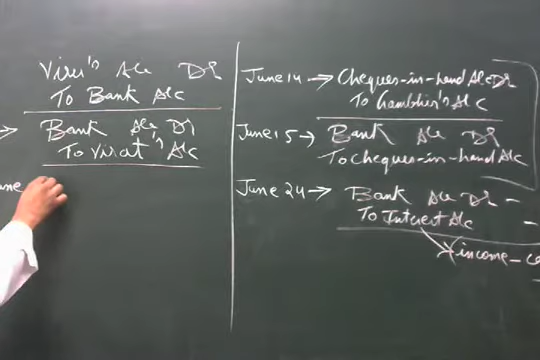 Viru's A/c Dr
To Bank A/c
Bank A/c Dr
To Virat's A/c
June 14 → Cheques-in-hand A/c Dr
To Gambhir's A/c
June 15 → Bank A/c Dr
To Cheques-in-hand A/c
June 24 → Bank A/c Dr -
To Interest A/c -
income -